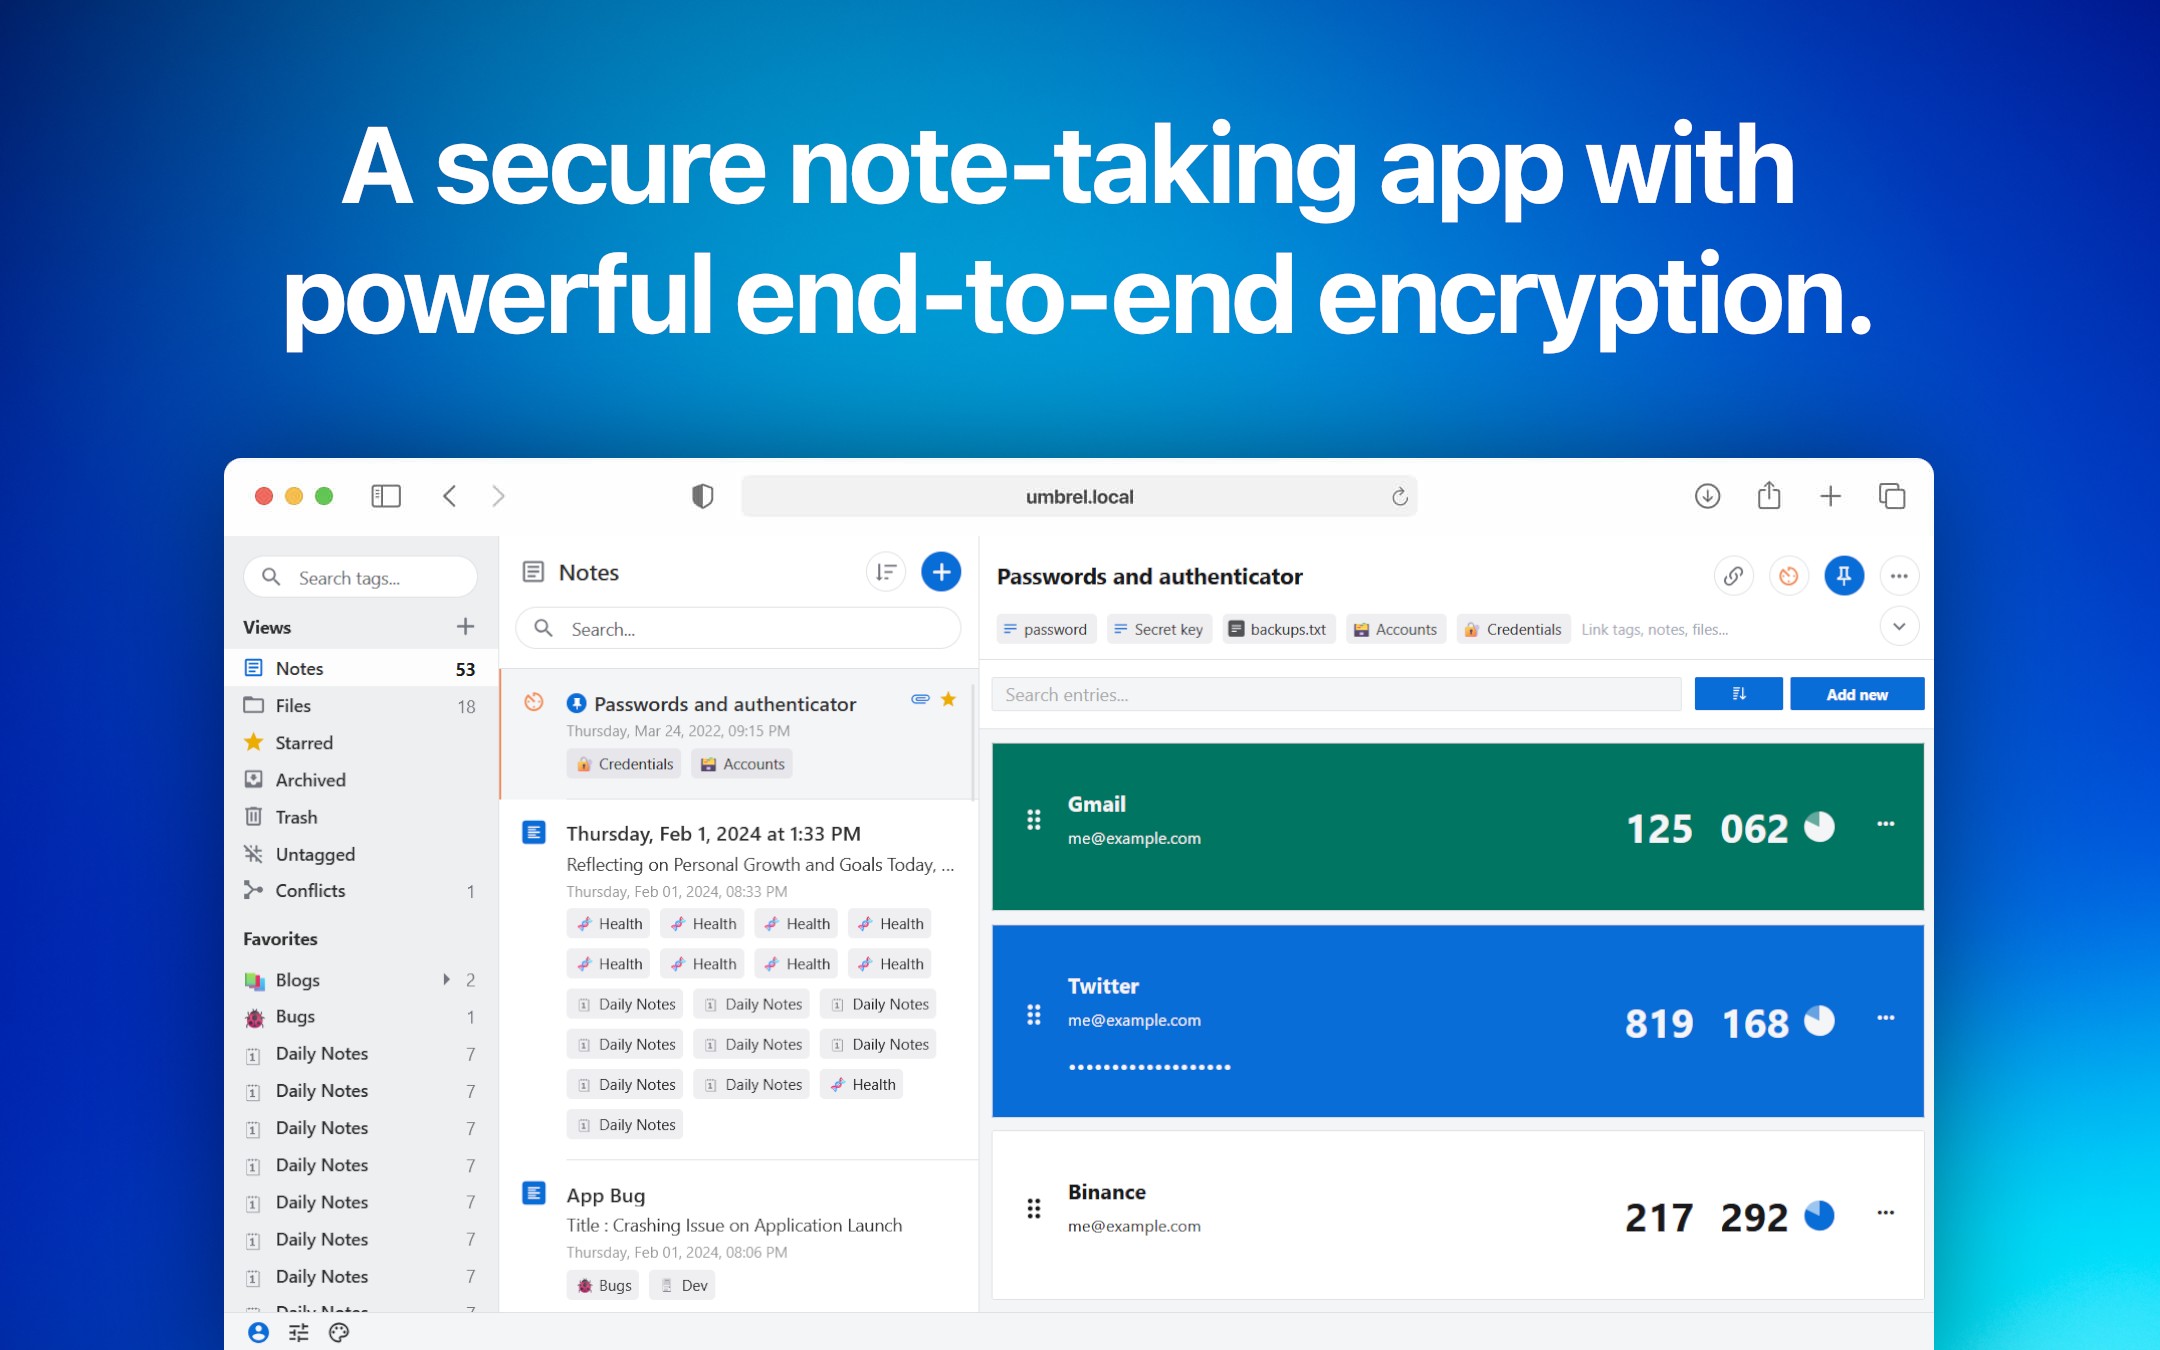 A secure note-taking app with
powerful end-to-end encryption.
umbrel.local
Search tags...
Views
Notes 53
Files 18
Starred
Archived
Trash
Untagged
Conflicts 1
Favorites
Blogs 2
Bugs 1
Daily Notes 7
Daily Notes 7
Daily Notes 7
Daily Notes 7
Daily Notes 7
Daily Notes 7
Daily Notes 7
Daily Notes 7
Notes
Search...
Passwords and authenticator
Thursday, Mar 24, 2022, 09:15 PM
Credentials Accounts
Thursday, Feb 1, 2024 at 1:33 PM
Reflecting on Personal Growth and Goals Today, ...
Thursday, Feb 01, 2024, 08:33 PM
Health Health Health Health
Health Health Health Health
Daily Notes Daily Notes Daily Notes
Daily Notes Daily Notes Daily Notes
Daily Notes Daily Notes Health
Daily Notes
App Bug
Title : Crashing Issue on Application Launch
Thursday, Feb 01, 2024, 08:06 PM
Bugs Dev
Passwords and authenticator
password Secret key backups.txt Accounts Credentials Link tags, notes, files...
Search entries...
Add new
Gmail
me@example.com
125 062
Twitter
me@example.com
819 168
Binance
me@example.com
217 292